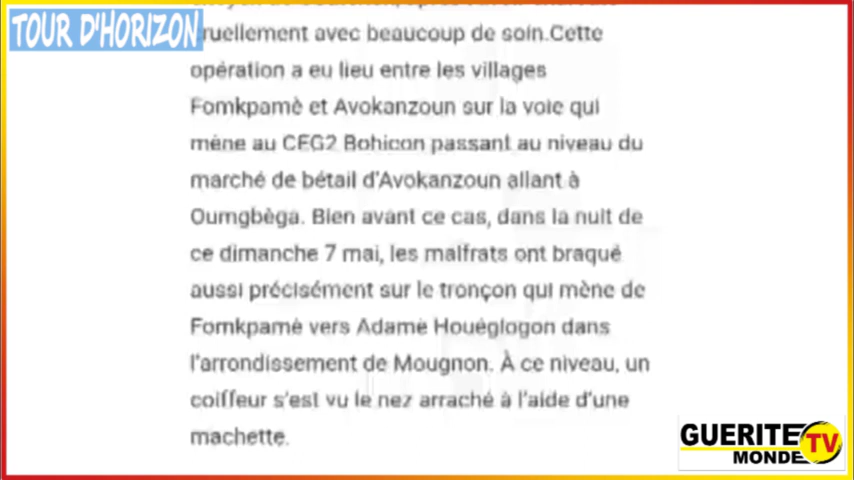 TOUR D'HORIZON
cruellement avec beaucoup de soin.Cette
opération a eu lieu entre les villages
Fomkpamè et Avokanzoun sur la voie qui
mène au CEG2 Bohicon passant au niveau du
marché de bétail d'Avokanzoun allant à
Oumgbèga. Bien avant ce cas, dans la nuit de
ce dimanche 7 mai, les malfrats ont braqué
aussi précisément sur le tronçon qui mène de
Fomkpamè vers Adamè Houéglogon dans
l'arrondissement de Mougnon. À ce niveau, un
coiffeur s'est vu le nez arraché à l'aide d'une
machette.
GUERITE
MONDE TV